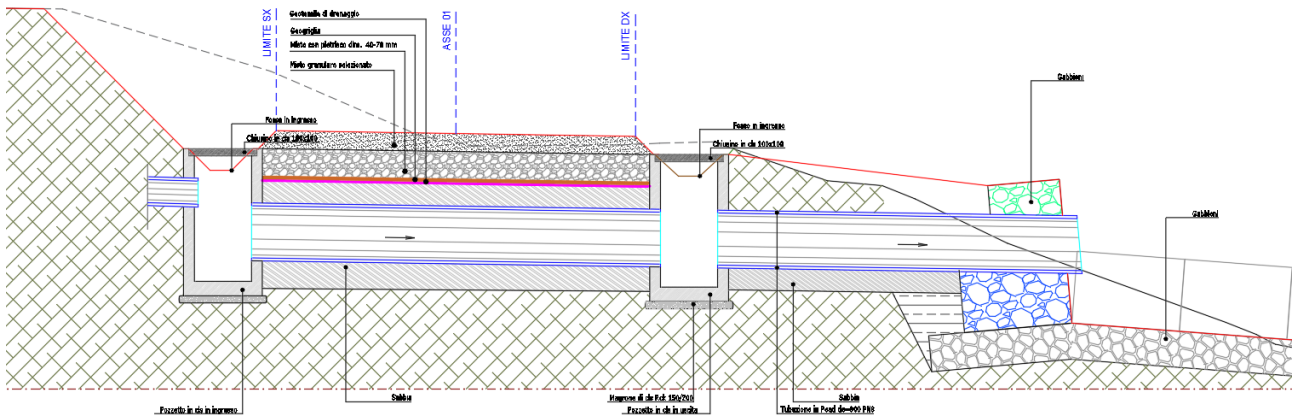 Geotessile di drenaggio
Geogriglia
Misto con pietrisco dim. 40-70 mm
Misto granulare selezionato
LIMITE SX
ASSE 01
LIMITE DX
Gabbioni
Fosso in ingresso
Chiusino in cls 100x100
Fosso in ingresso
Chiusino in cls 100x100
Gabbioni
Pozzetto in cls in ingresso
Sabbia
Magrone di cls Rck 150/200
Pozzetto in cls in uscita
Sabbia
Tubazione in Pead de=800 PN8